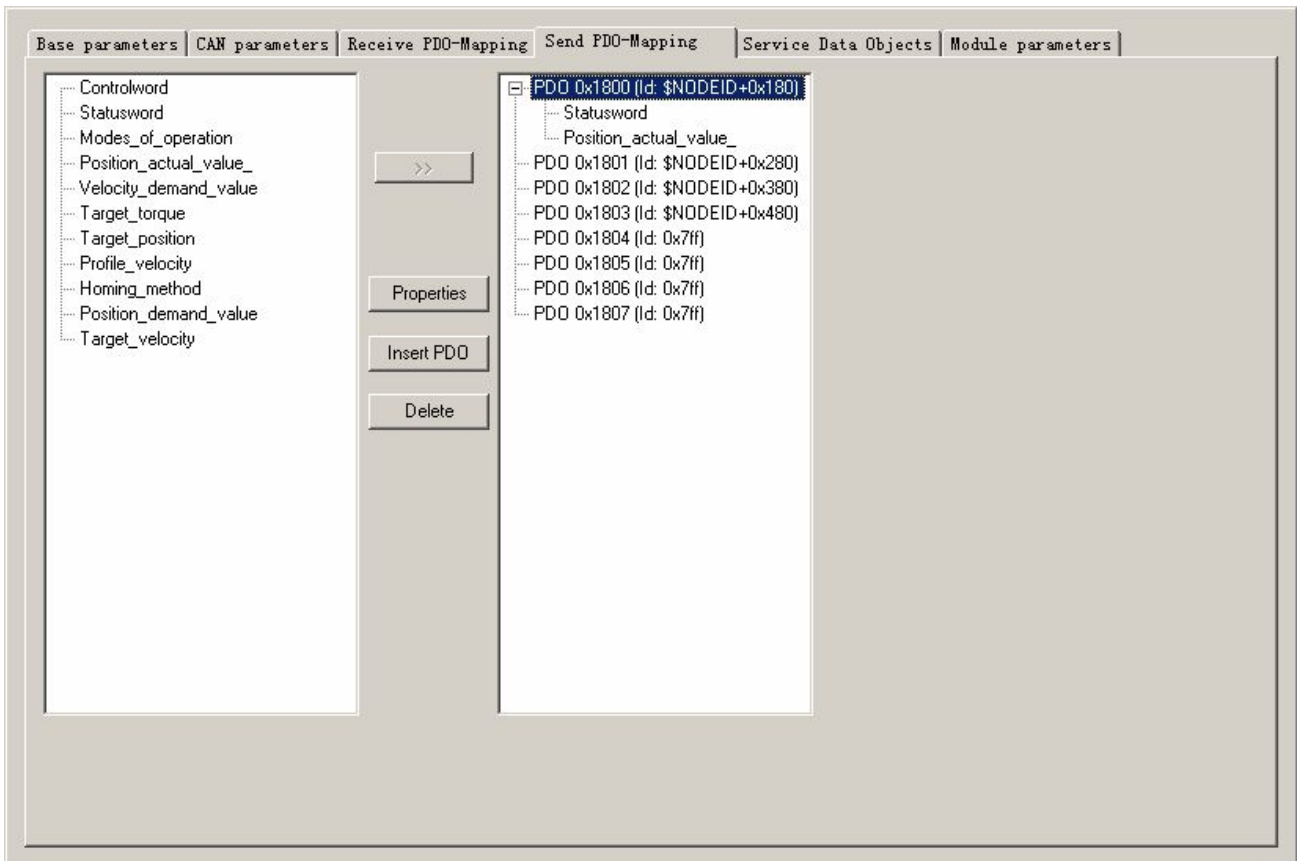 Base parameters CAN parameters Receive PDO-Mapping Send PDO-Mapping Service Data Objects Module parameters
Controlword
Statusword
Modes_of_operation
Position_actual_value_
Velocity_demand_value
Target_torque
Target_position
Profile_velocity
Homing_method
Position_demand_value
Target_velocity
>>
Properties
Insert PDO
Delete
PDO 0x1800 (Id: $NODEID+0x180)
Statusword
Position_actual_value_
PDO 0x1801 (Id: $NODEID+0x280)
PDO 0x1802 (Id: $NODEID+0x380)
PDO 0x1803 (Id: $NODEID+0x480)
PDO 0x1804 (Id: 0x7ff)
PDO 0x1805 (Id: 0x7ff)
PDO 0x1806 (Id: 0x7ff)
PDO 0x1807 (Id: 0x7ff)